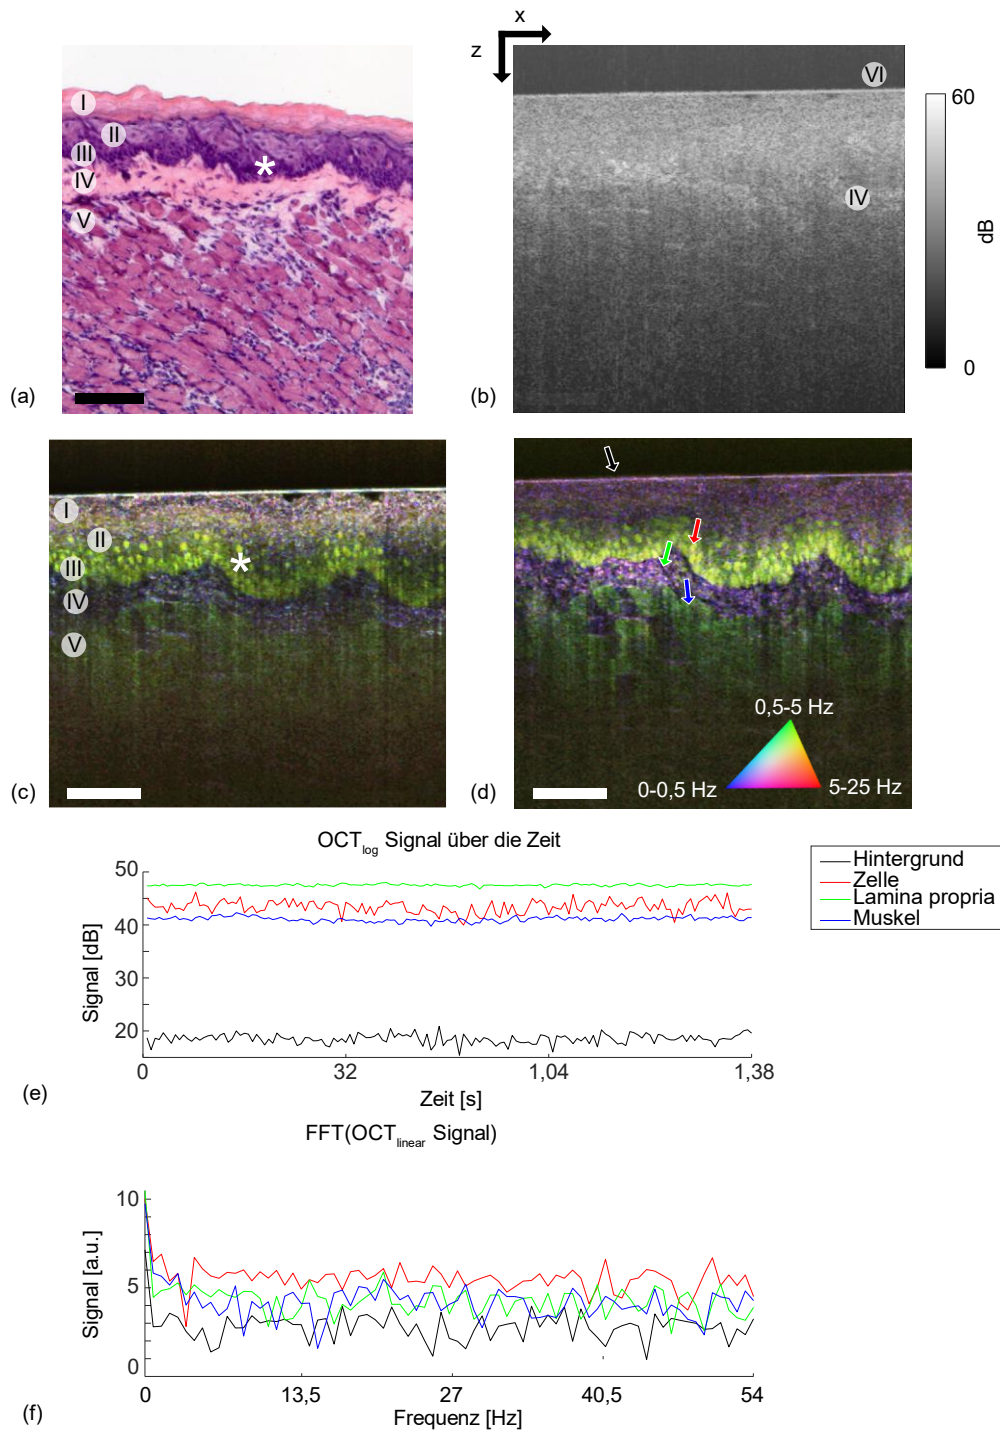 x
z
I
II
III
IV
V
*
(a)
VI
IV
60
dB
0
(b)
I
II
III
IV
V
*
(c)
0,5-5 Hz
0-0,5 Hz
5-25 Hz
(d)
OCTlog Signal über die Zeit
50
40
30
20
Signal [dB]
0
32
1,04
1,38
Zeit [s]
(e)
Hintergrund
Zelle
Lamina propria
Muskel
FFT(OCTlinear Signal)
10
5
0
Signal [a.u.]
0
13,5
27
40,5
54
Frequenz [Hz]
(f)